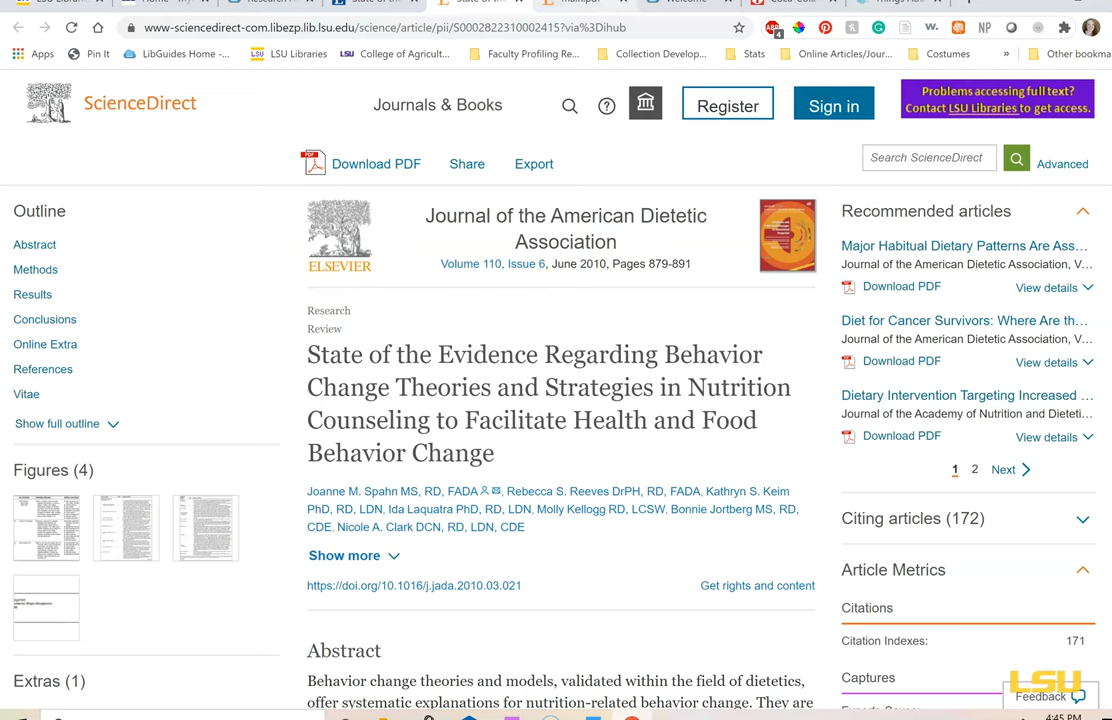 www-sciencedirect-com.libezp.lib.lsu.edu/science/article/pii/S0002822310002415?via%3Dihub
Apps Pin It LibGuides Home -... LSU Libraries College of Agricult... Faculty Profiling Re... Collection Develop... Stats Online Articles/Jour... Costumes » Other bookma
ScienceDirect
Journals & Books
Register
Sign in
Problems accessing full text?
Contact LSU Libraries to get access.
Download PDF Share Export
Search ScienceDirect
Advanced
Outline
Abstract
Methods
Results
Conclusions
Online Extra
References
Vitae
Show full outline
Figures (4)
Extras (1)
ELSEVIER
Journal of the American Dietetic
Association
Volume 110, Issue 6, June 2010, Pages 879-891
Research
Review
State of the Evidence Regarding Behavior
Change Theories and Strategies in Nutrition
Counseling to Facilitate Health and Food
Behavior Change
Joanne M. Spahn MS, RD, FADA, Rebecca S. Reeves DrPH, RD, FADA, Kathryn S. Keim
PhD, RD, LDN, Ida Laquatra PhD, RD, LDN, Molly Kellogg RD, LCSW, Bonnie Jortberg MS, RD,
CDE, Nicole A. Clark DCN, RD, LDN, CDE
Show more
https://doi.org/10.1016/j.jada.2010.03.021
Get rights and content
Abstract
Behavior change theories and models, validated within the field of dietetics,
offer systematic explanations for nutrition-related behavior change. They are
Recommended articles
Major Habitual Dietary Patterns Are Ass...
Journal of the American Dietetic Association, V...
Download PDF View details
Diet for Cancer Survivors: Where Are th...
Journal of the American Dietetic Association, V...
Download PDF View details
Dietary Intervention Targeting Increased ...
Journal of the Academy of Nutrition and Dieteti...
Download PDF View details
1 2 Next
Citing articles (172)
Article Metrics
Citations
Citation Indexes: 171
Captures
LSU
Feedback
4:45 PM